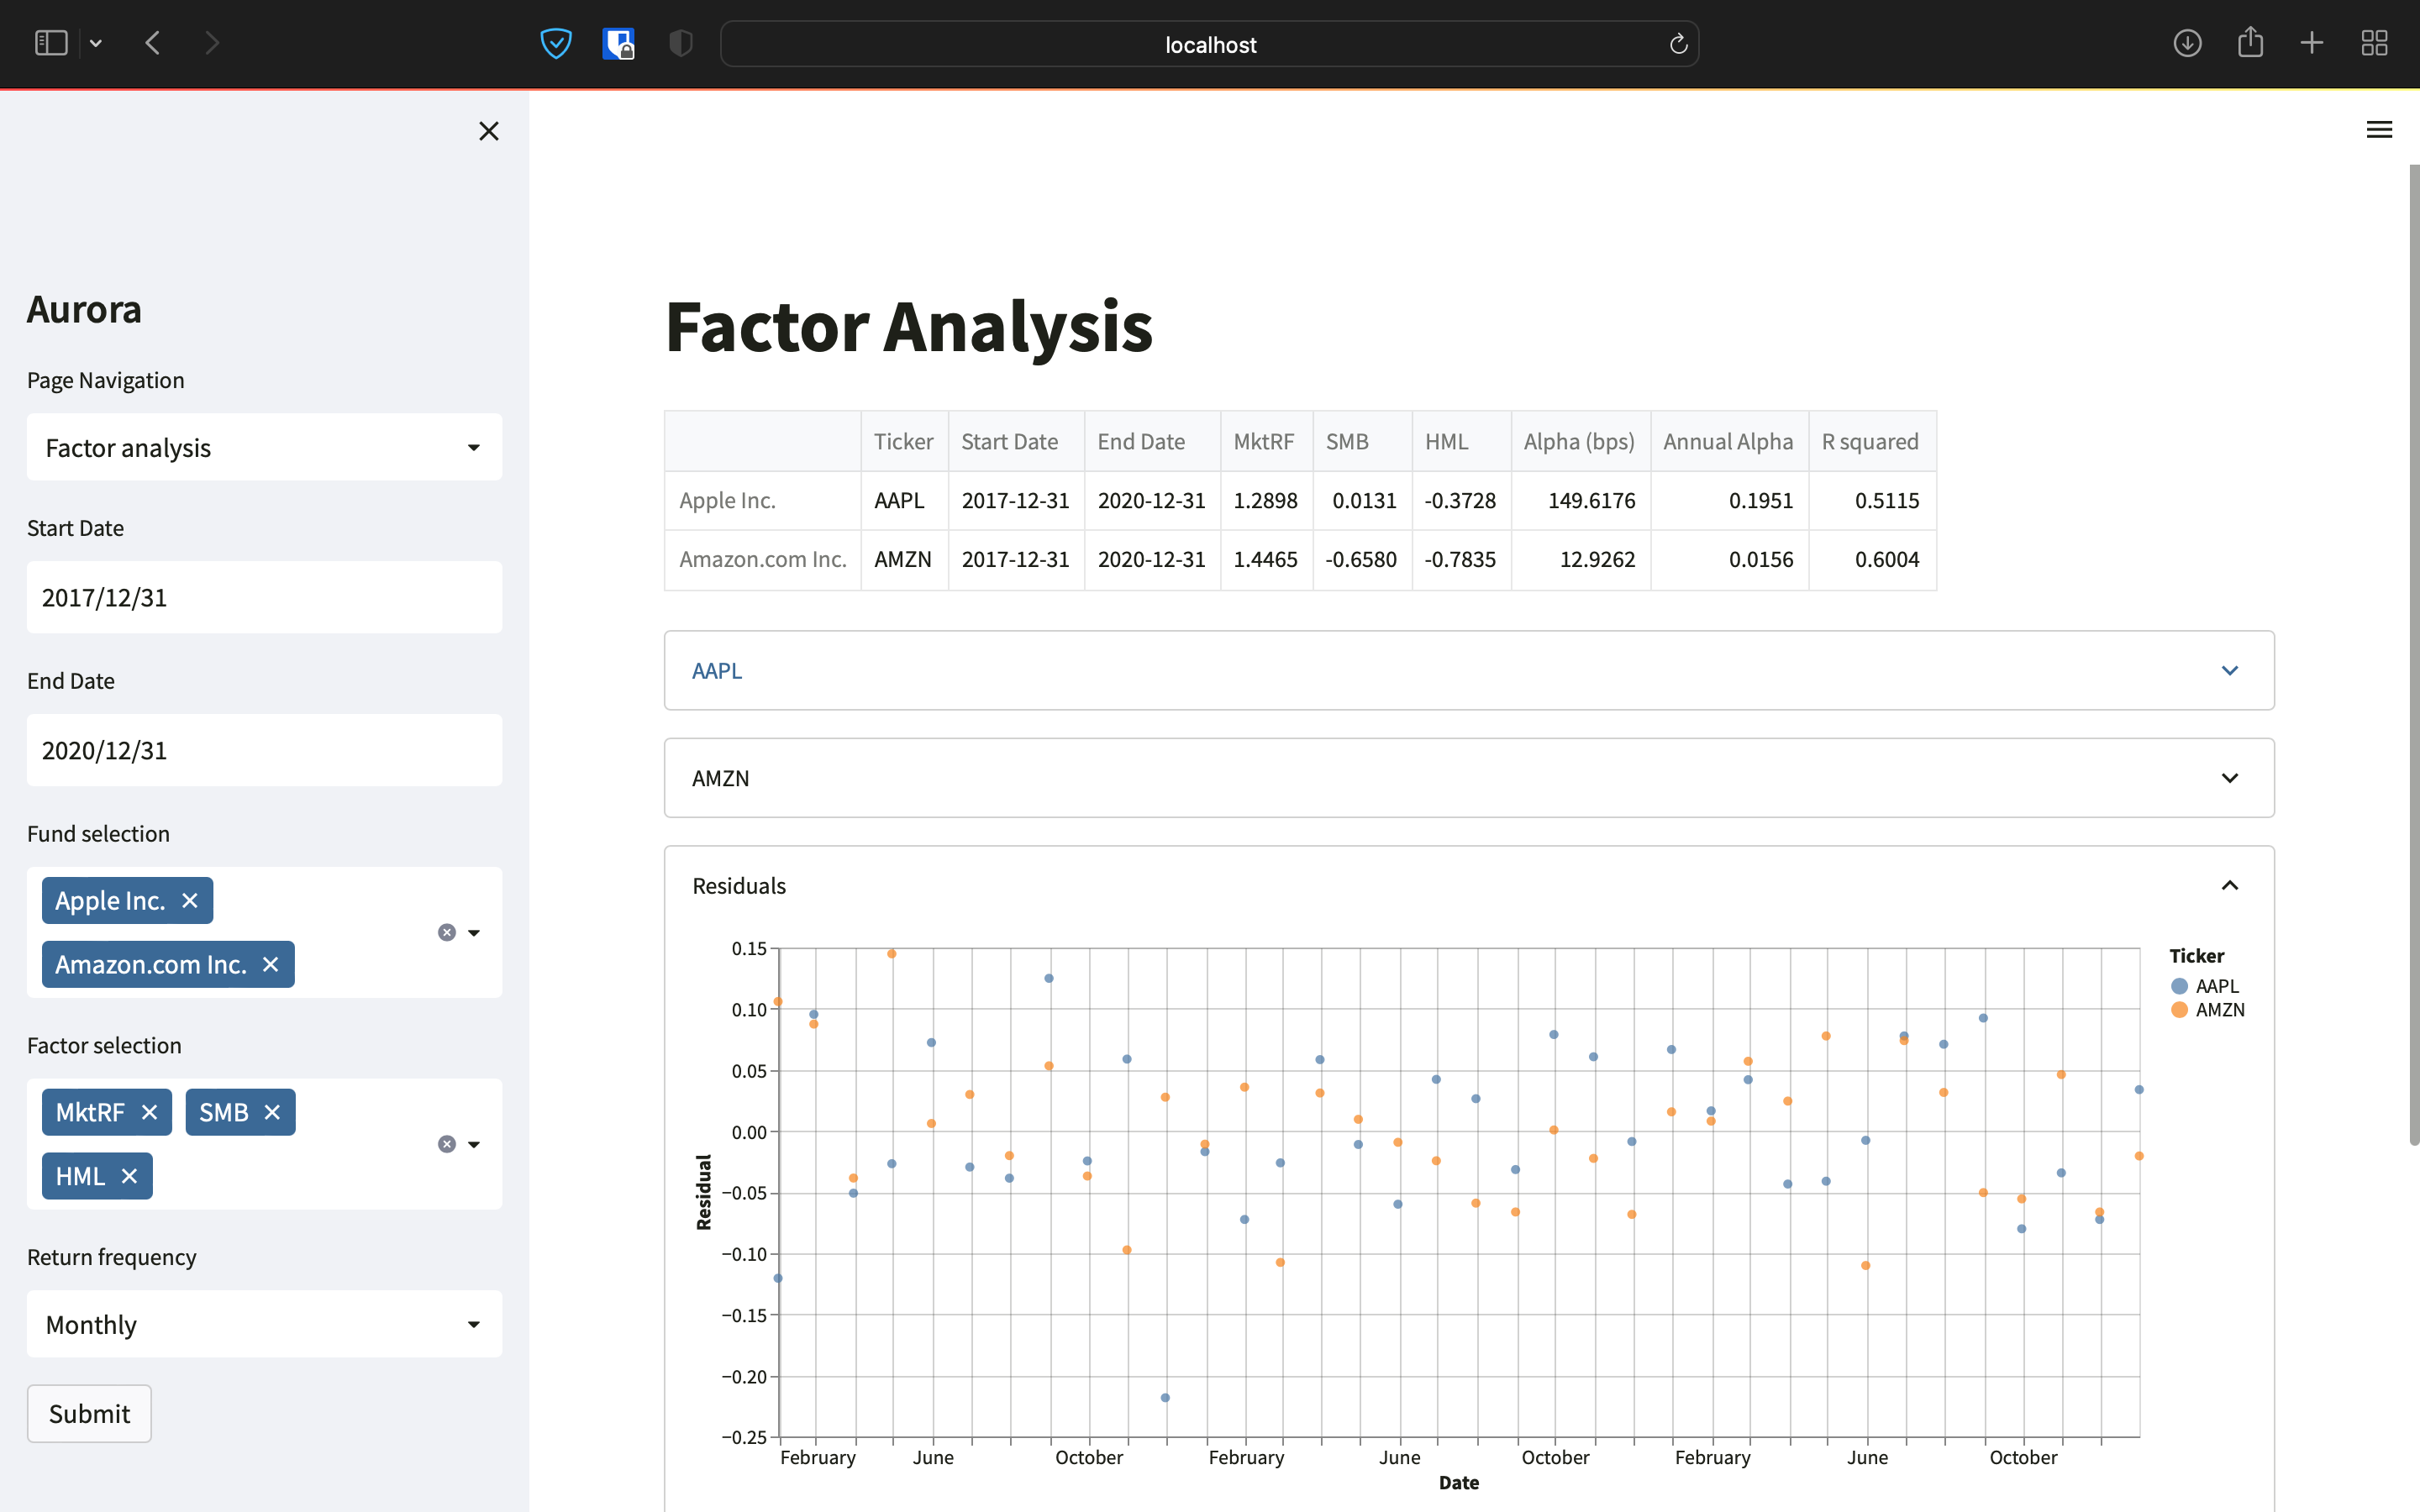 localhost
Aurora
Page Navigation
Factor analysis
Start Date
2017/12/31
End Date
2020/12/31
Fund selection
Apple Inc.
Amazon.com Inc.
Factor selection
MktRF SMB
HML
Return frequency
Monthly
Submit
Factor Analysis
Ticker Start Date End Date MktRF SMB HML Alpha (bps) Annual Alpha R squared
Apple Inc. AAPL 2017-12-31 2020-12-31 1.2898 0.0131 -0.3728 149.6176 0.1951 0.5115
Amazon.com Inc. AMZN 2017-12-31 2020-12-31 1.4465 -0.6580 -0.7835 12.9262 0.0156 0.6004
AAPL
AMZN
Residuals
Residual
0.15
0.10
0.05
0.00
−0.05
−0.10
−0.15
−0.20
−0.25
February June October February June October February June October
Date
Ticker
AAPL
AMZN